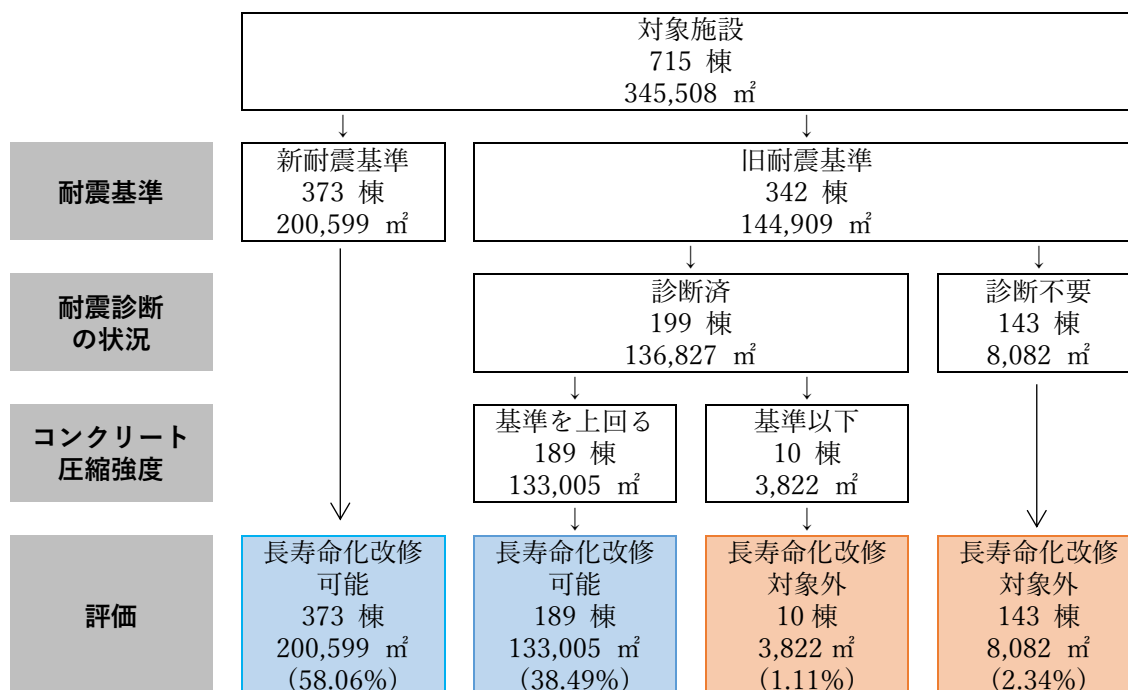 対象施設
715 棟
345,508 ㎡
↓ ↓
耐震基準
新耐震基準
373 棟
200,599 ㎡
旧耐震基準
342 棟
144,909 ㎡
↓ ↓
耐震診断
の状況
診断済
199 棟
136,827 ㎡
診断不要
143 棟
8,082 ㎡
↓ ↓
コンクリート
圧縮強度
基準を上回る
189 棟
133,005 ㎡
基準以下
10 棟
3,822 ㎡
↓ ↓
評価
長寿命化改修
可能
373 棟
200,599 ㎡
(58.06%)
長寿命化改修
可能
189 棟
133,005 ㎡
(38.49%)
長寿命化改修
対象外
10棟
3,822㎡
(1.11%)
長寿命化改修
対象外
143 棟
8,082 ㎡
(2.34%)